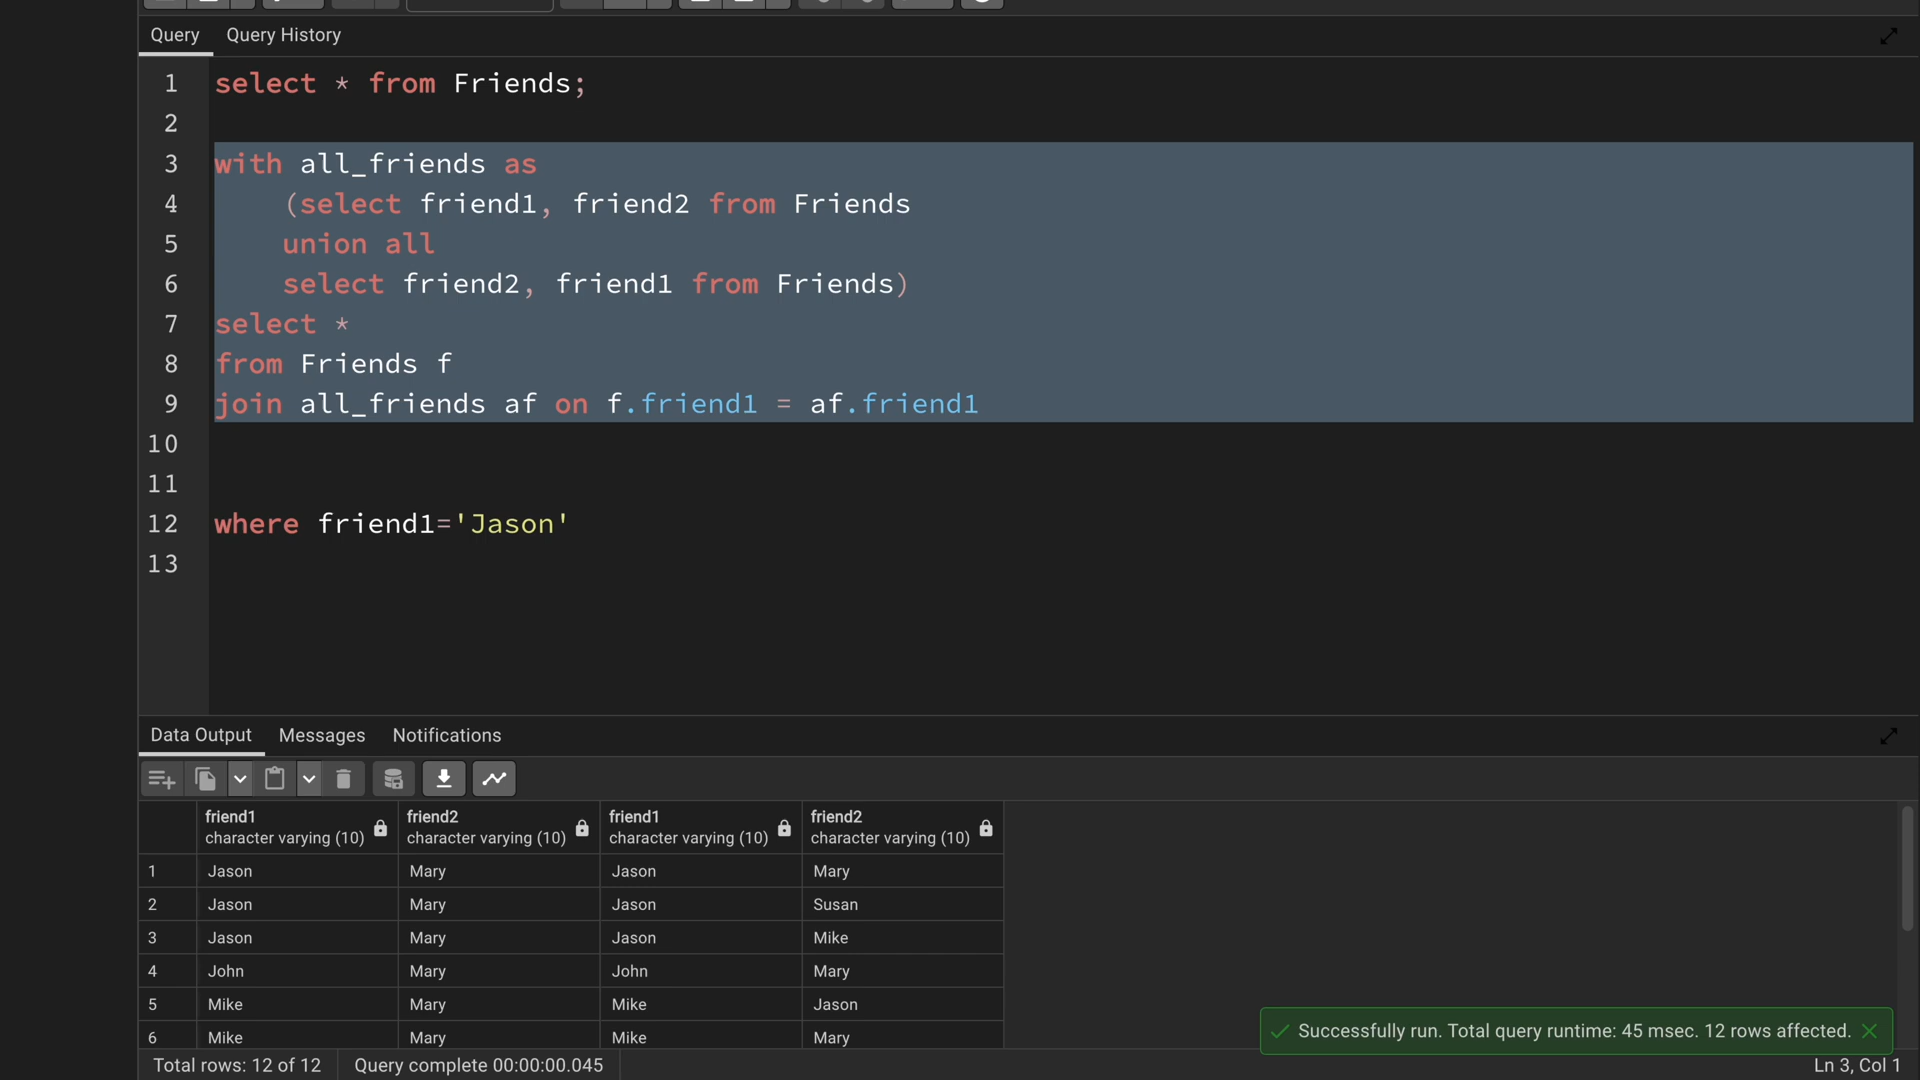 Query Query History
1 select * from Friends;
2
3 with all_friends as
4 (select friend1, friend2 from Friends
5 union all
6 select friend2, friend1 from Friends)
7 select *
8 from Friends f
9 join all_friends af on f.friend1 = af.friend1
10
11
12 where friend1='Jason'
13
Data Output Messages Notifications
friend1 friend2 friend1 friend2
character varying (10) character varying (10) character varying (10) character varying (10)
1 Jason Mary Jason Mary
2 Jason Mary Jason Susan
3 Jason Mary Jason Mike
4 John Mary John Mary
5 Mike Mary Mike Jason
6 Mike Mary Mike Mary
Successfully run. Total query runtime: 45 msec. 12 rows affected.
Total rows: 12 of 12 Query complete 00:00:00.045 Ln 3, Col 1